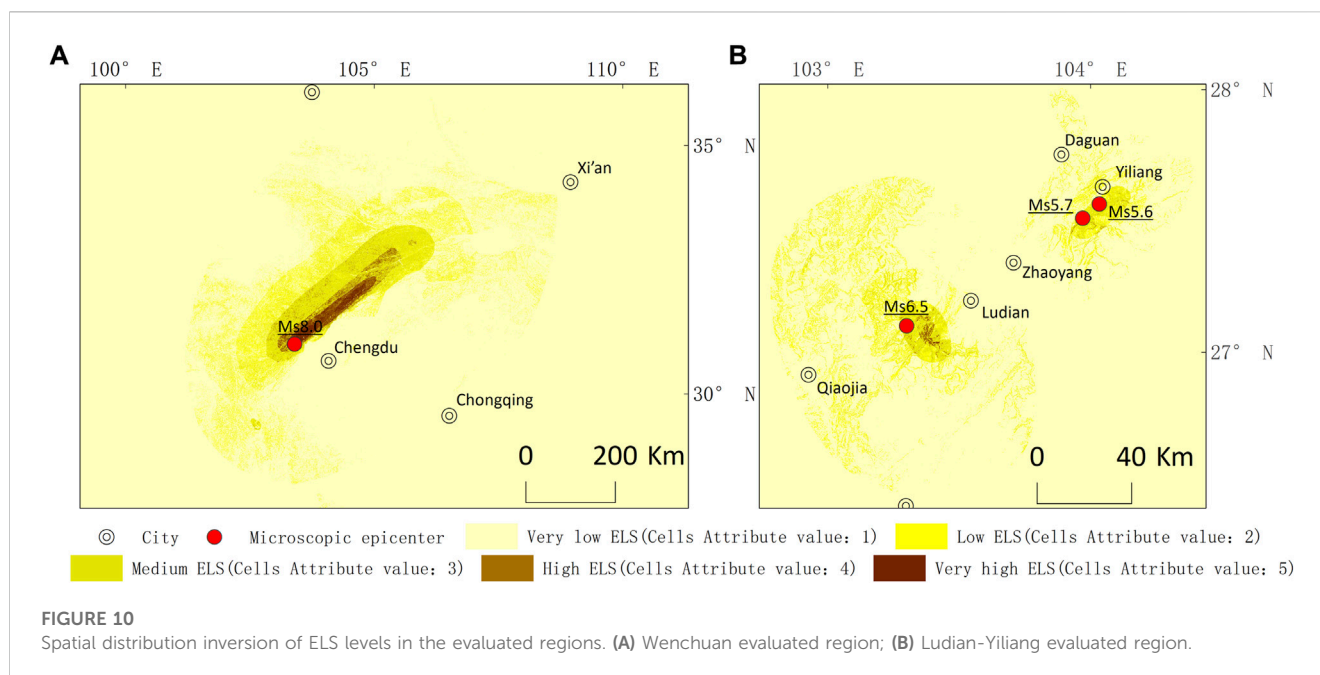 A
100° E 105° E 110° E
35° N
30° N
Xi'an
Ms8.0
Chengdu
Chongqing
0 200 Km
B
103° E 104° E
28° N
27° N
Daguan
Yiliang
Ms5.7
Ms5.6
Zhaoyang
Ludian
Ms6.5
Qiaojia
0 40 Km
City Microscopic epicenter Very low ELS(Cells Attribute value: 1) Low ELS(Cells Attribute value: 2)
Medium ELS(Cells Attribute value: 3) High ELS(Cells Attribute value: 4) Very high ELS(Cells Attribute value: 5)
FIGURE 10
Spatial distribution inversion of ELS levels in the evaluated regions. (A) Wenchuan evaluated region; (B) Ludian-Yiliang evaluated region.